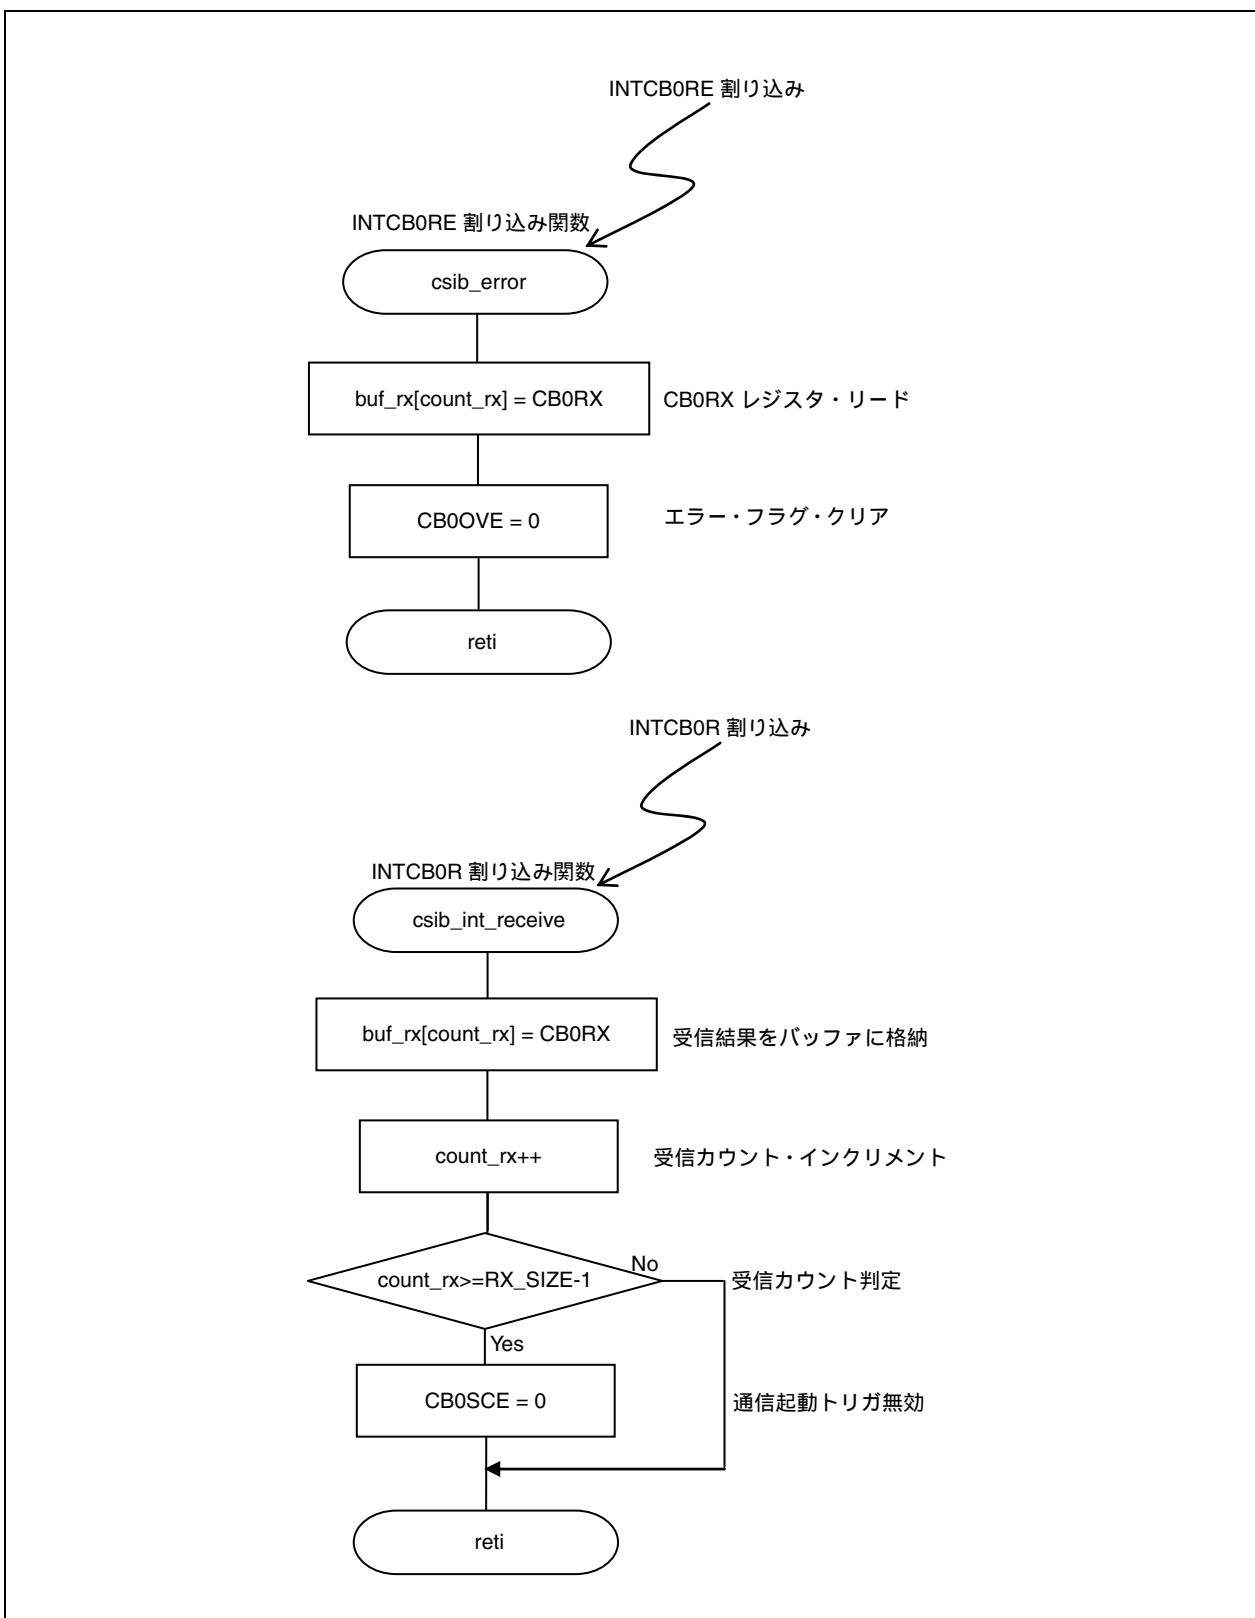 INTCB0RE 割り込み
INTCB0RE 割り込み関数
csib_error
buf_rx[count_rx] = CB0RX
CB0RX レジスタ・リード
CB0OVE = 0
エラー・フラグ・クリア
reti
INTCB0R 割り込み
INTCB0R 割り込み関数
csib_int_receive
buf_rx[count_rx] = CB0RX
受信結果をバッファに格納
count_rx++
受信カウント・インクリメント
count_rx>=RX_SIZE-1
No
受信カウント判定
Yes
CB0SCE = 0
通信起動トリガ無効
reti